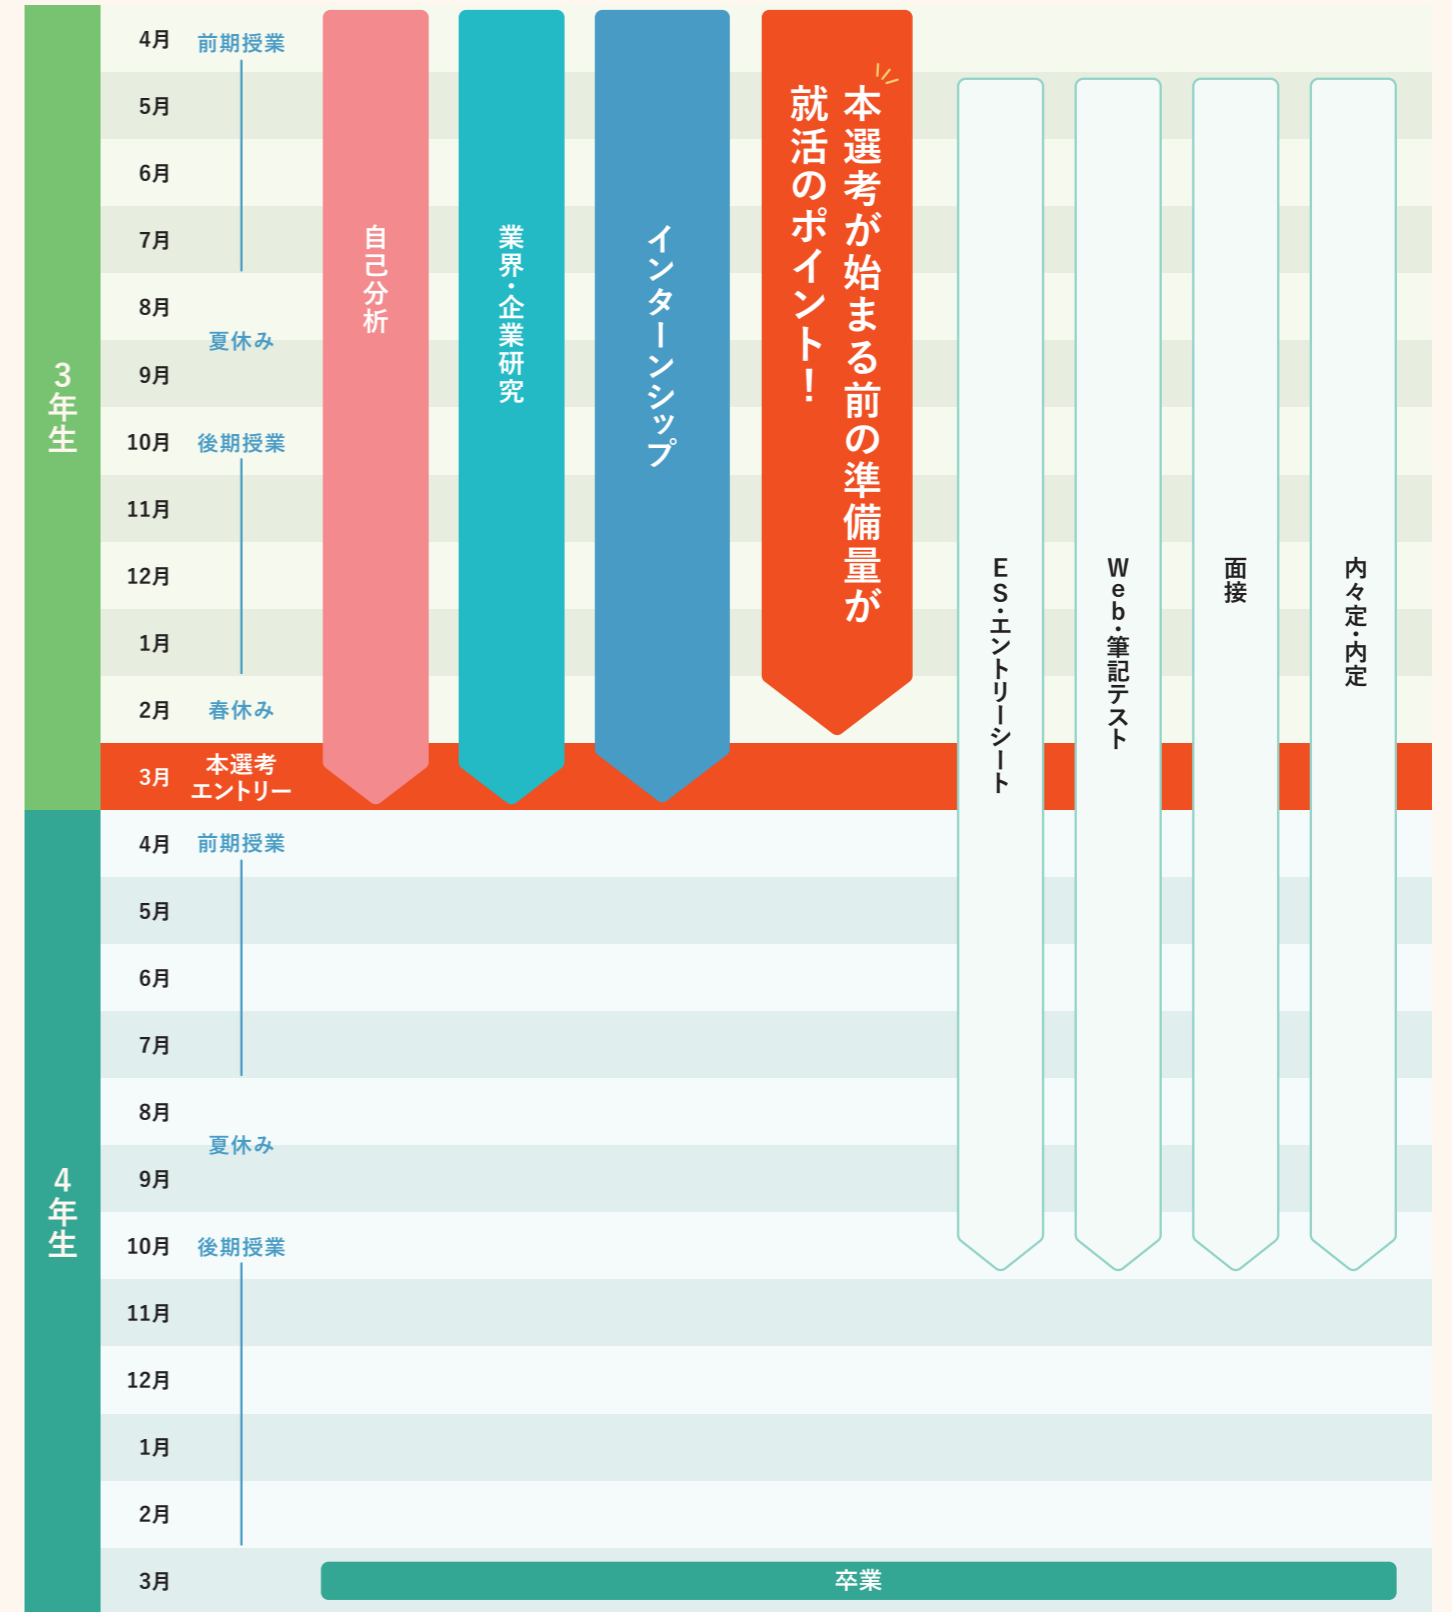 3年生
4月 前期授業
5月
6月
7月
8月
夏休み
9月
10月 後期授業
11月
12月
1月
2月 春休み
3月 本選考
エントリー
自己分析
業界・企業研究
インターンシップ
本選考が始まる前の準備量が
就活のポイント！
ES・エントリーシート
Web・筆記テスト
面接
内々定・内定
4年生
4月 前期授業
5月
6月
7月
8月
夏休み
9月
10月 後期授業
11月
12月
1月
2月
3月
卒業